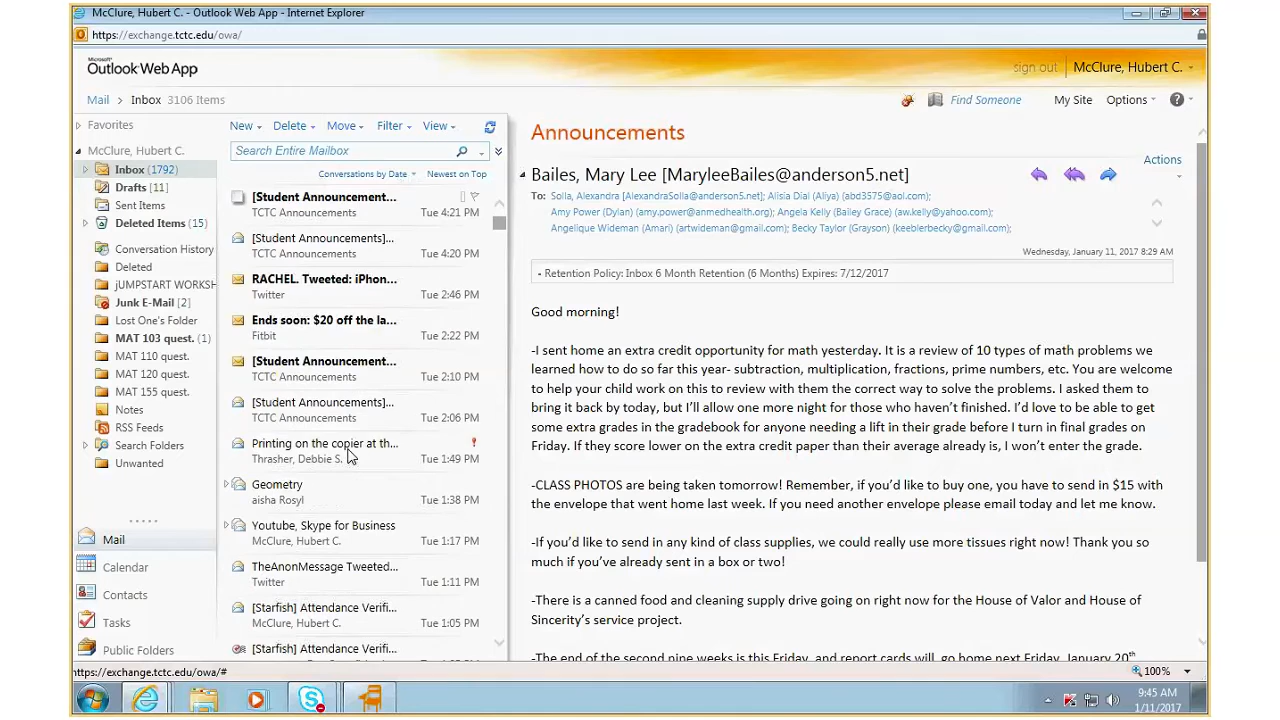 McClure, Hubert C. - Outlook Web App - Internet Explorer
https://exchange.tctc.edu/owa/
Microsoft
Outlook Web App
sign out
McClure, Hubert C.
Mail > Inbox 3106 Items
Find Someone
My Site
Options
Favorites
McClure, Hubert C.
Inbox (1792)
Drafts [11]
Sent Items
Deleted Items (15)
Conversation History
Deleted
jUMPSTART WORKSH
Junk E-Mail [2]
Lost One's Folder
MAT 103 quest. (1)
MAT 110 quest.
MAT 120 quest.
MAT 155 quest.
Notes
RSS Feeds
Search Folders
Unwanted
Mail
Calendar
Contacts
Tasks
Public Folders
New Delete Move Filter View
Search Entire Mailbox
Conversations by Date Newest on Top
[Student Announcement...
TCTC Announcements Tue 4:21 PM
[Student Announcements]...
TCTC Announcements Tue 4:20 PM
RACHEL. Tweeted: iPhon...
Twitter Tue 2:46 PM
Ends soon: $20 off the la...
Fitbit Tue 2:22 PM
[Student Announcement...
TCTC Announcements Tue 2:10 PM
[Student Announcements]...
TCTC Announcements Tue 2:06 PM
Printing on the copier at th...
Thrasher, Debbie S. Tue 1:49 PM
Geometry
aisha Rosyl Tue 1:38 PM
Youtube, Skype for Business
McClure, Hubert C. Tue 1:17 PM
TheAnonMessage Tweeted...
Twitter Tue 1:11 PM
[Starfish] Attendance Verifi...
McClure, Hubert C. Tue 1:05 PM
[Starfish] Attendance Verifi...
Announcements
Actions
Bailes, Mary Lee [MaryleeBailes@anderson5.net]
To: Solla, Alexandra [AlexandraSolla@anderson5.net]; Alisia Dial (Aliya) (abd3575@aol.com);
Amy Power (Dylan) (amy.power@anmedhealth.org); Angela Kelly (Bailey Grace) (aw.kelly@yahoo.com);
Angelique Wideman (Amari) (artwideman@gmail.com); Becky Taylor (Grayson) (keeblerbecky@gmail.com);
Wednesday, January 11, 2017 8:29 AM
• Retention Policy: Inbox 6 Month Retention (6 Months) Expires: 7/12/2017
Good morning!
-I sent home an extra credit opportunity for math yesterday. It is a review of 10 types of math problems we
learned how to do so far this year- subtraction, multiplication, fractions, prime numbers, etc. You are welcome
to help your child work on this to review with them the correct way to solve the problems. I asked them to
bring it back by today, but I'll allow one more night for those who haven't finished. I'd love to be able to get
some extra grades in the gradebook for anyone needing a lift in their grade before I turn in final grades on
Friday. If they score lower on the extra credit paper than their average already is, I won't enter the grade.
-CLASS PHOTOS are being taken tomorrow! Remember, if you'd like to buy one, you have to send in $15 with
the envelope that went home last week. If you need another envelope please email today and let me know.
-If you'd like to send in any kind of class supplies, we could really use more tissues right now! Thank you so
much if you've already sent in a box or two!
-There is a canned food and cleaning supply drive going on right now for the House of Valor and House of
Sincerity's service project.
-The end of the second nine weeks is this Friday, and report cards will go home next Friday, January 20th
https://exchange.tctc.edu/owa/#
100%
9:45 AM
1/11/2017